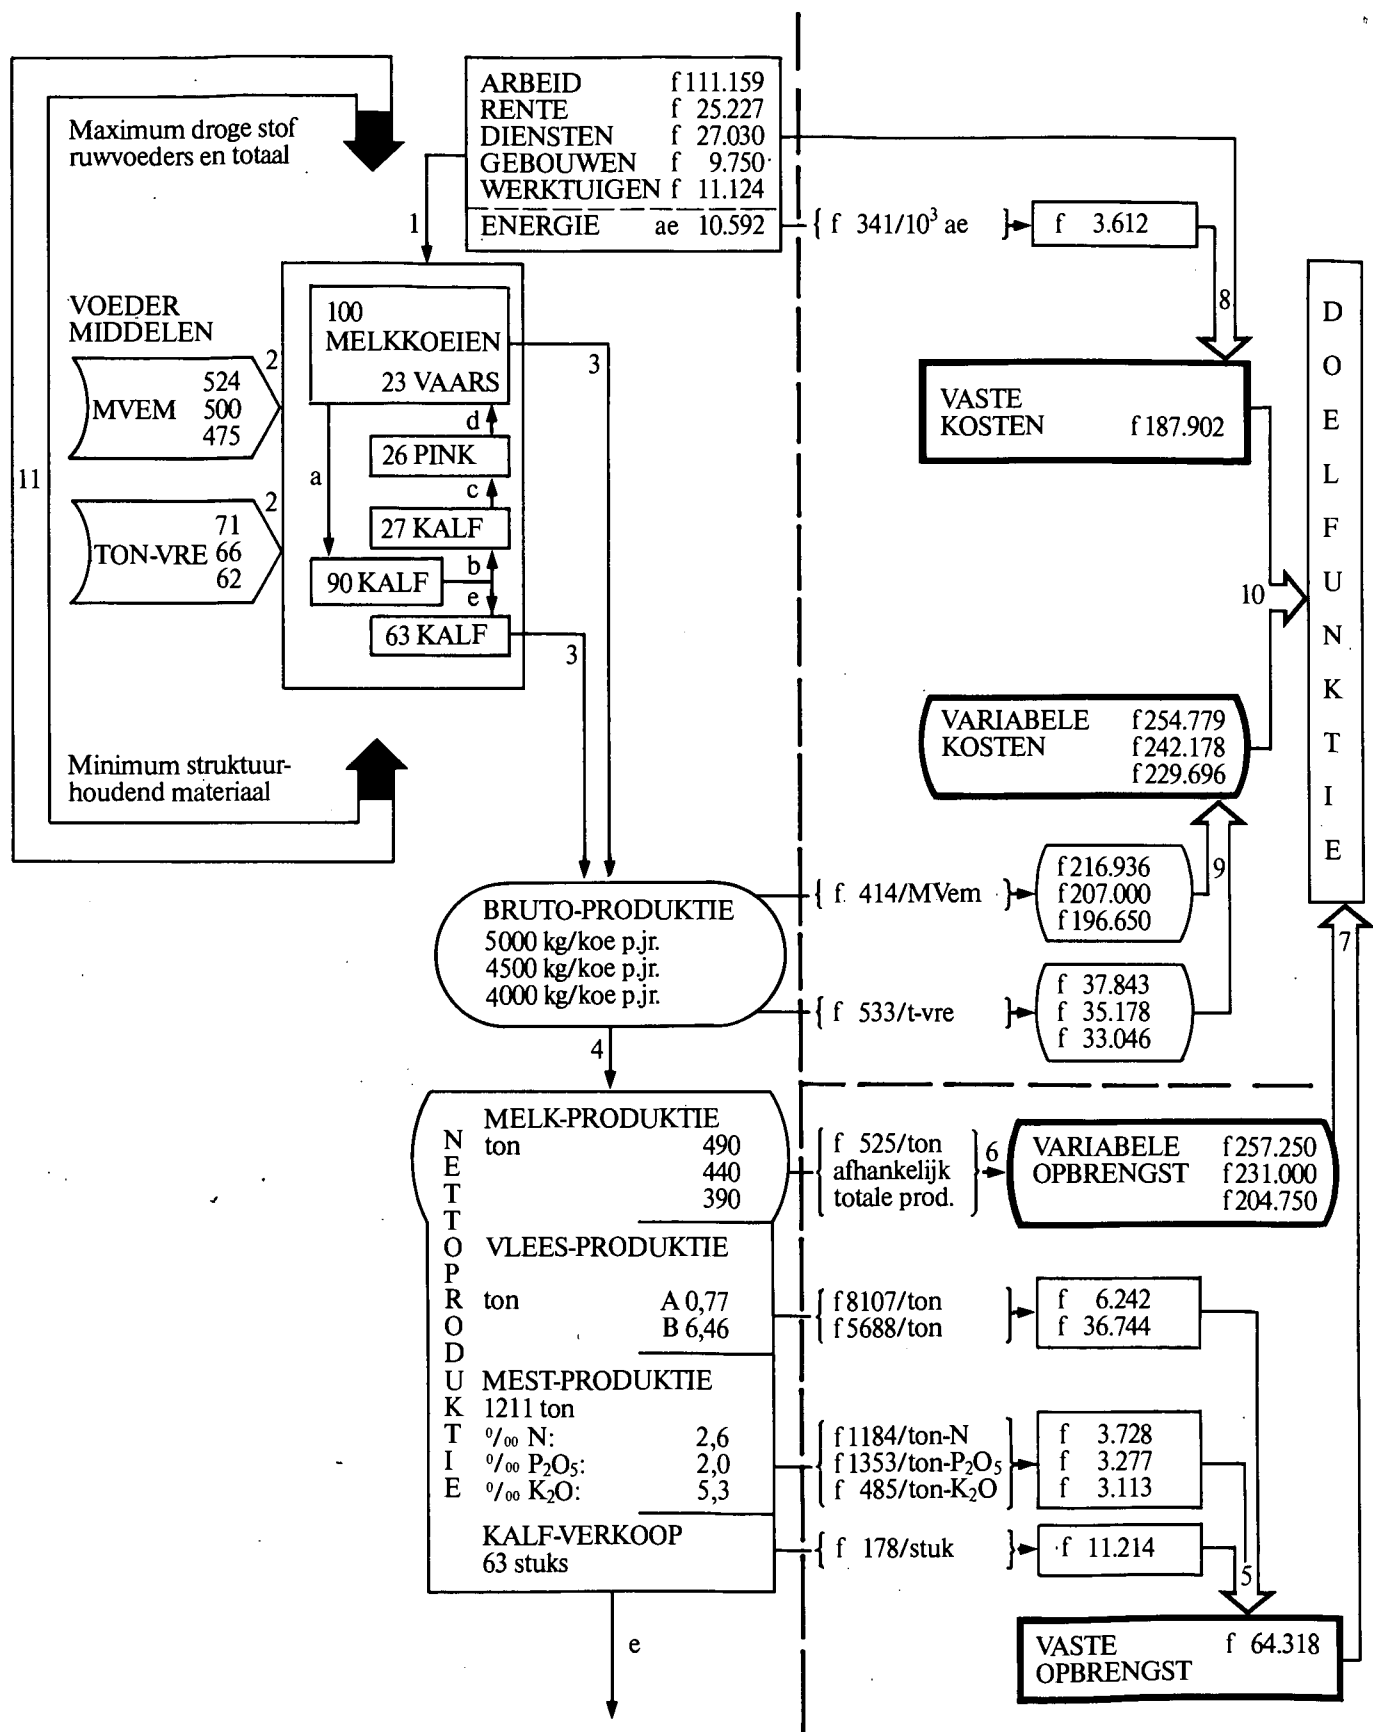 ARBEID f 111.159
RENTE f 25.227
DIENSTEN f 27.030
GEBOUWEN f 9.750
WERKTUIGEN f 11.124
ENERGIE ae 10.592
{ f 341/10³ ae }
f 3.612
Maximum droge stof
ruwvoeders en totaal
1
8
11
VOEDER
MIDDELEN
2
MVEM
524
500
475
2
TON-VRE
71
66
62
100
MELKKOEIEN
23 VAARS
3
d
26 PINK
a
c
27 KALF
b
90 KALF
e
63 KALF
3
VASTE
KOSTEN f 187.902
10
DOELFUNKTIE
VARIABELE f 254.779
KOSTEN f 242.178
f 229.696
Minimum struktuur-
houdend materiaal
9
BRUTO-PRODUKTIE
5000 kg/koe p.jr.
4500 kg/koe p.jr.
4000 kg/koe p.jr.
{ f. 414/MVem }
f 216.936
f 207.000
f 196.650
{ f 533/t-vre }
f 37.843
f 35.178
f 33.046
7
4
NETTOPRODUKTIE
MELK-PRODUKTIE
ton 490
440
390
f 525/ton
afhankelijk
totale prod.
6
VARIABELE f 257.250
OPBRENGST f 231.000
f 204.750
VLEES-PRODUKTIE
ton A 0,77
B 6,46
f 8107/ton
f 5688/ton
f 6.242
f 36.744
MEST-PRODUKTIE
1211 ton
⁰/₀₀ N: 2,6
⁰/₀₀ P₂O₅: 2,0
⁰/₀₀ K₂O: 5,3
f 1184/ton-N
f 1353/ton-P₂O₅
f 485/ton-K₂O
f 3.728
f 3.277
f 3.113
KALF-VERKOOP
63 stuks
{ f 178/stuk }
f 11.214
5
e
VASTE f 64.318
OPBRENGST